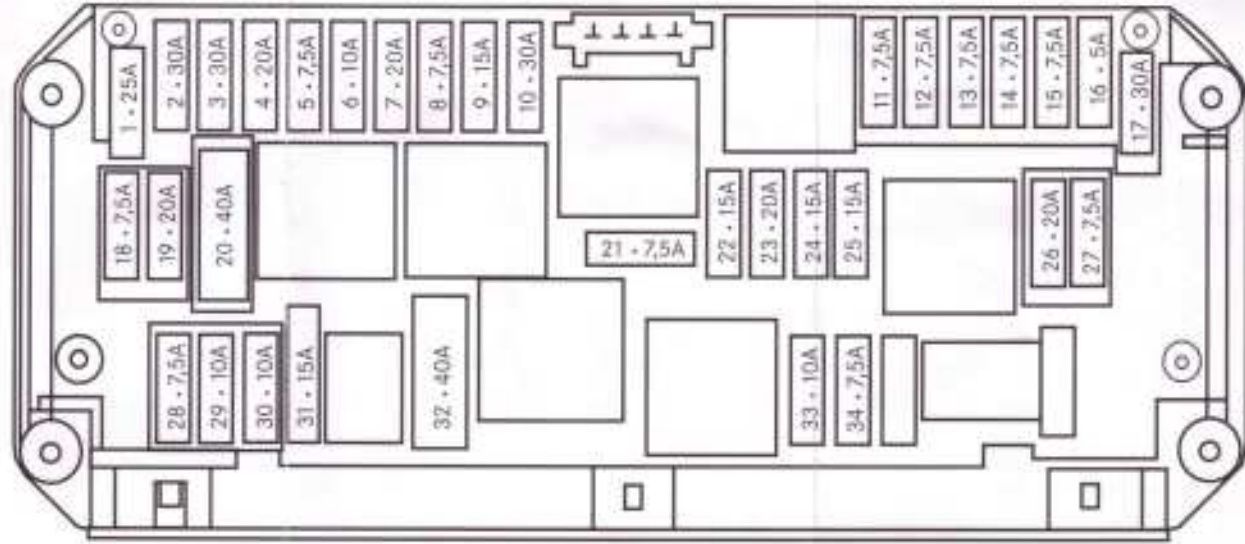 1 · 25A
2 · 30A
3 · 30A
4 · 20A
5 · 7,5A
6 · 10A
7 · 20A
8 · 7,5A
9 · 15A
10 · 30A
11 · 7,5A
12 · 7,5A
13 · 7,5A
14 · 7,5A
15 · 7,5A
16 · 5A
17 · 30A
18 · 7,5A
19 · 20A
20 · 40A
21 · 7,5A
22 · 15A
23 · 20A
24 · 15A
25 · 15A
26 · 20A
27 · 7,5A
28 · 7,5A
29 · 10A
30 · 10A
31 · 15A
32 · 40A
33 · 10A
34 · 7,5A